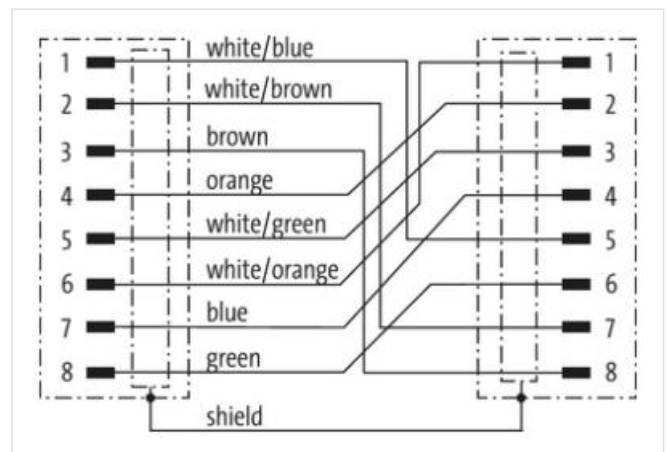 1 white/blue 1
2 white/brown 2
3 brown 3
4 orange 4
5 white/green 5
6 white/orange 6
7 blue 7
8 green 8
shield